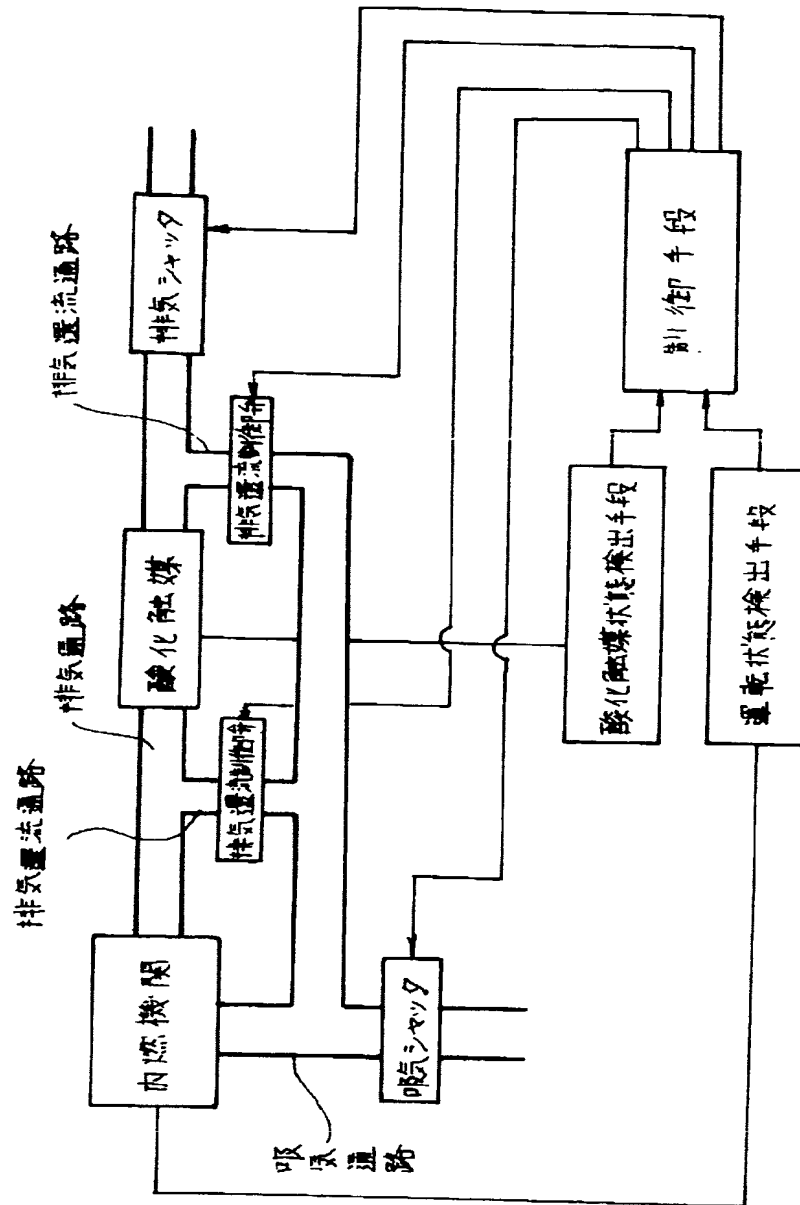 排気還流通路
排気シャッタ
排気還流制御弁
制御手段
排気通路
酸化触媒
排気還流制御弁
酸化触媒状態検出手段
運転状態検出手段
排気還流通路
内燃機関
吸気シャッタ
吸気通路